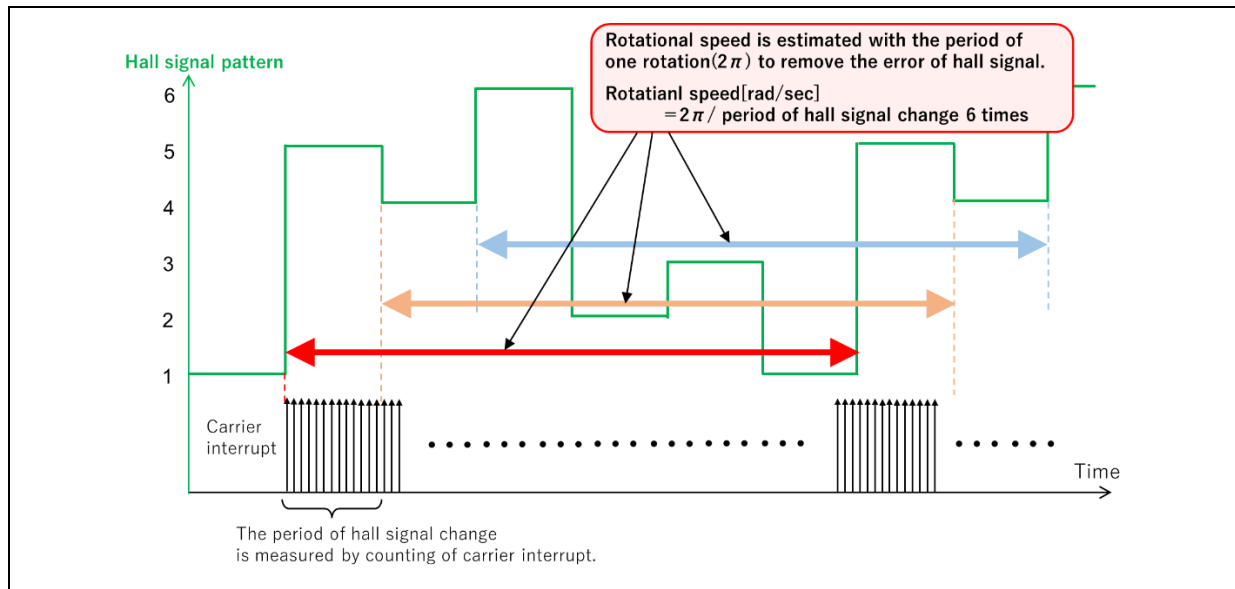 Rotational speed is estimated with the period of
one rotation(2π) to remove the error of hall signal.
Rotatianl speed[rad/sec]
=2π/ period of hall signal change 6 times
Hall signal pattern
6
5
4
3
2
1
Carrier
interrupt
Time
The period of hall signal change
is measured by counting of carrier interrupt.